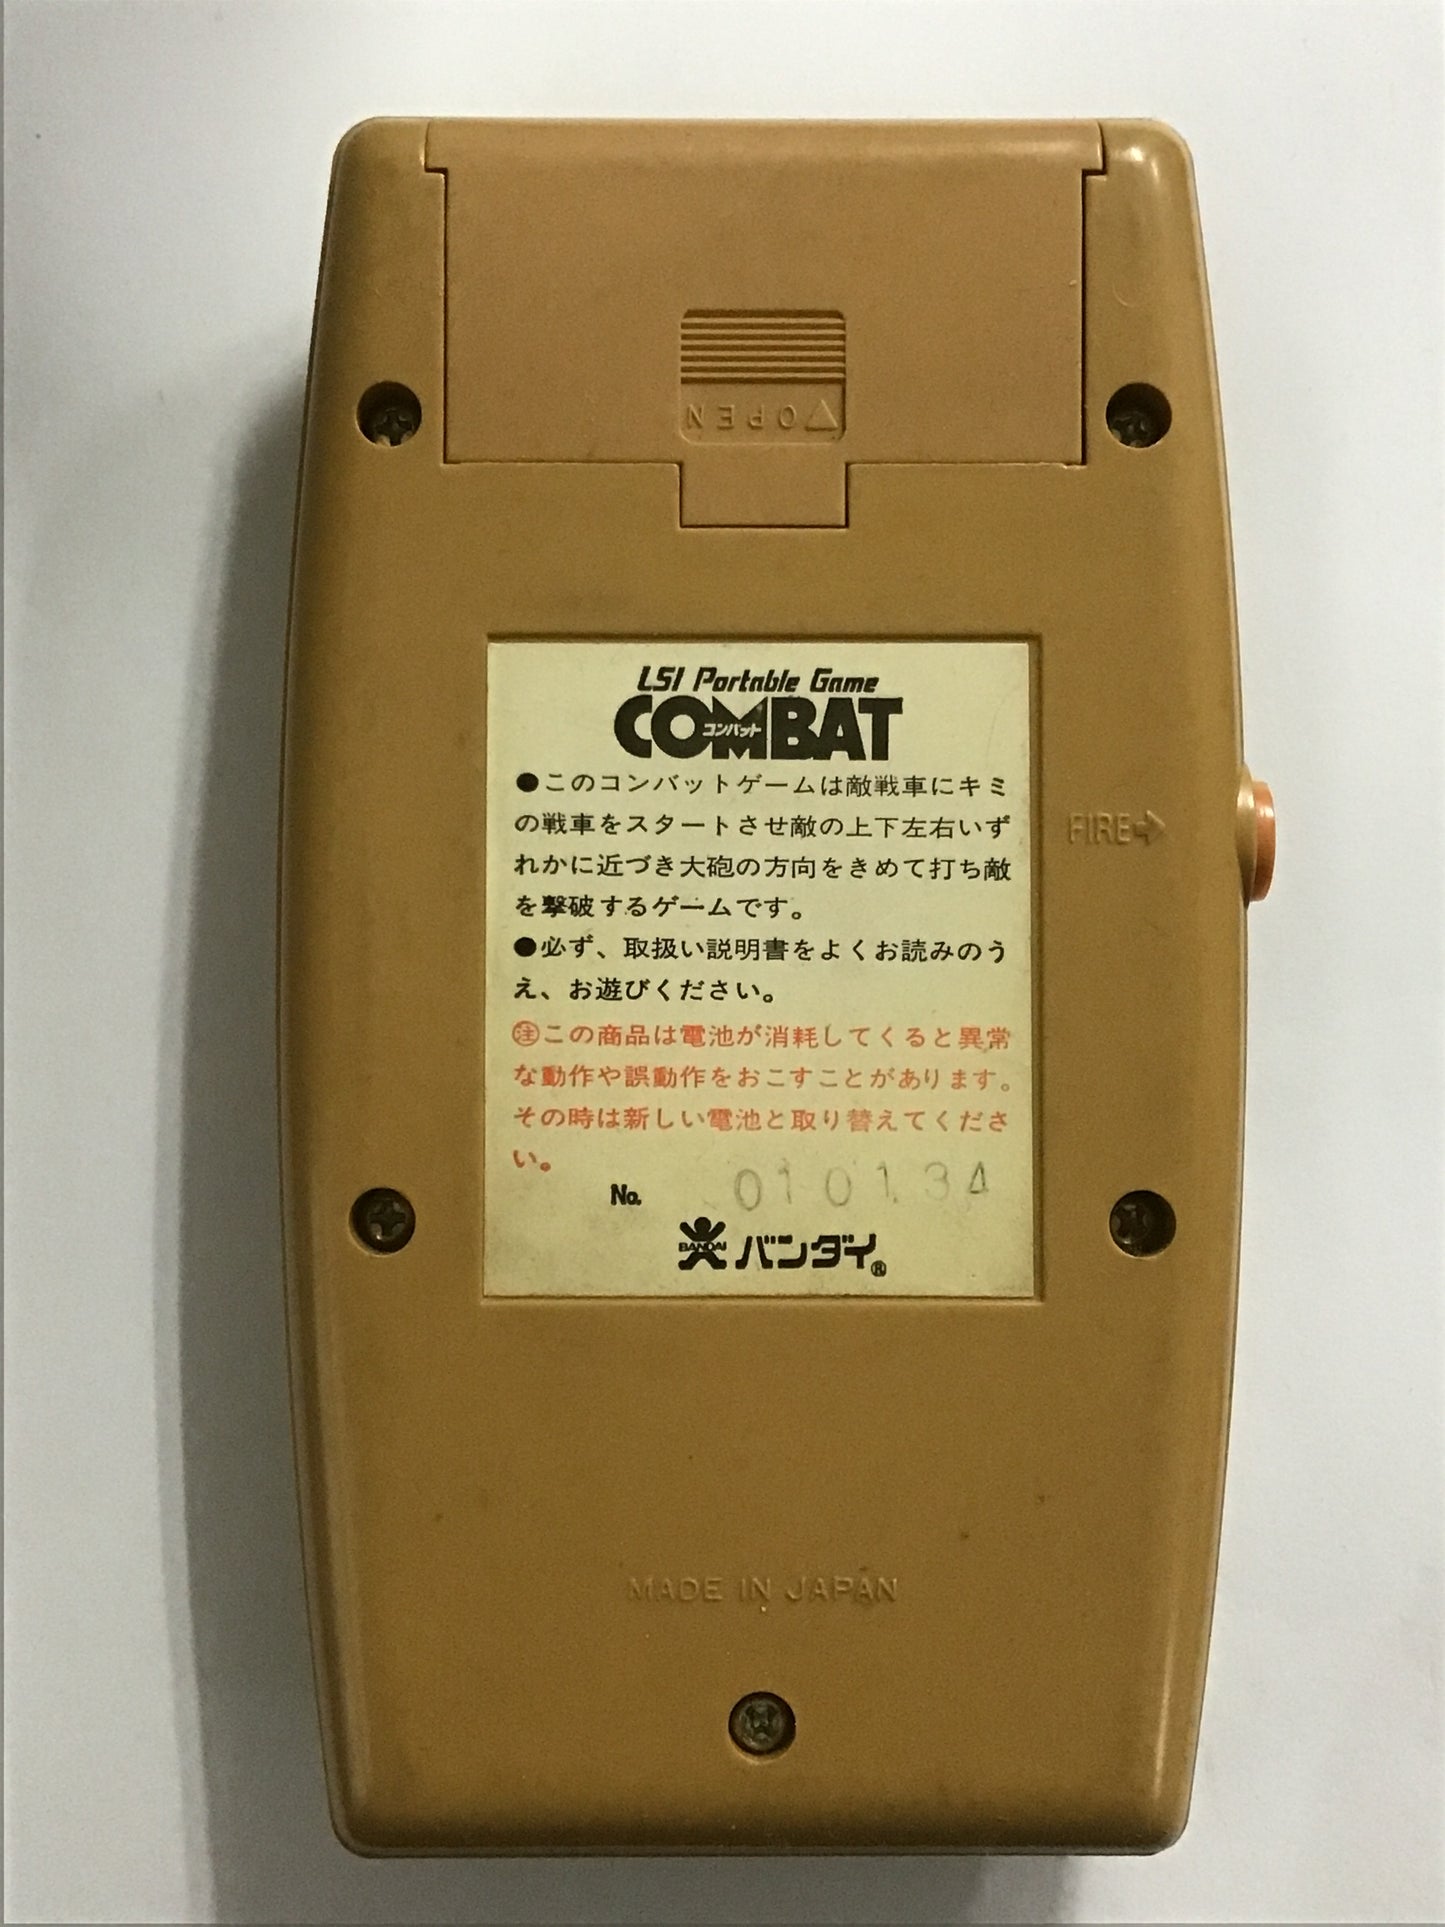 OPEN
LSI Portable Game
COMBAT
コンバット
●このコンバットゲームは敵戦車にキミ
の戦車をスタートさせ敵の上下左右いず
れかに近づき大砲の方向をきめて打ち敵
を撃破するゲームです。
●必ず、取扱い説明書をよくお読みのう
え、お遊びください。
㊟この商品は電池が消耗してくると異常
な動作や誤動作をおこすことがあります。
その時は新しい電池と取り替えてくださ
い。
No. 010134
BANDAI バンダイ®
FIRE→
MADE IN JAPAN